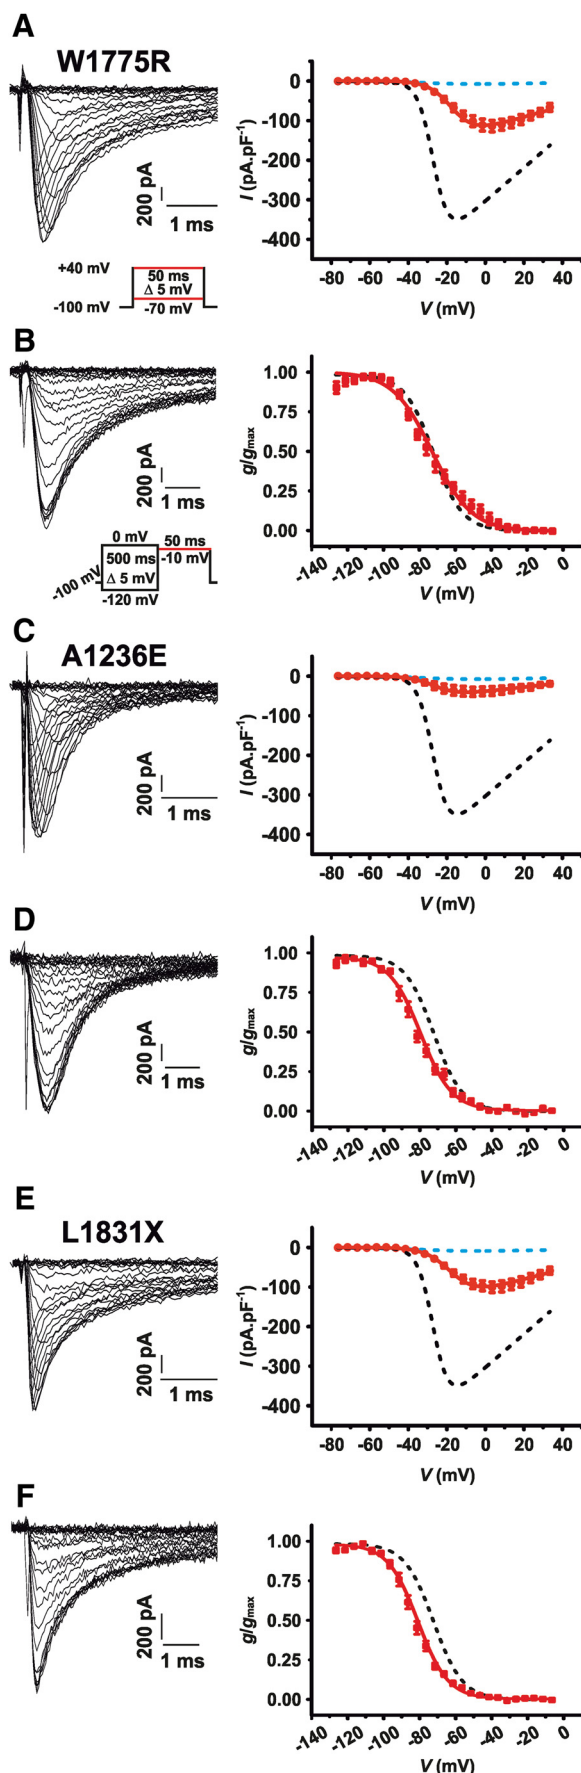 A
W1775R
200 pA
1 ms
+40 mV
50 ms
Δ 5 mV
-100 mV
-70 mV
I (pA.pF-1)
0
-100
-200
-300
-400
-80 -60 -40 -20 0 20 40
V (mV)
B
200 pA
1 ms
0 mV
50 ms
500 ms
-10 mV
-100 mV
Δ 5 mV
-120 mV
g/gmax
1.00
0.75
0.50
0.25
0.00
-140 -120 -100 -80 -60 -40 -20 0
V (mV)
C
A1236E
200 pA
1 ms
I (pA.pF-1)
0
-100
-200
-300
-400
-80 -60 -40 -20 0 20 40
V (mV)
D
200 pA
1 ms
g/gmax
1.00
0.75
0.50
0.25
0.00
-140 -120 -100 -80 -60 -40 -20 0
V (mV)
E
L1831X
200 pA
1 ms
I (pA.pF-1)
0
-100
-200
-300
-400
-80 -60 -40 -20 0 20 40
V (mV)
F
200 pA
1 ms
g/gmax
1.00
0.75
0.50
0.25
0.00
-140 -120 -100 -80 -60 -40 -20 0
V (mV)